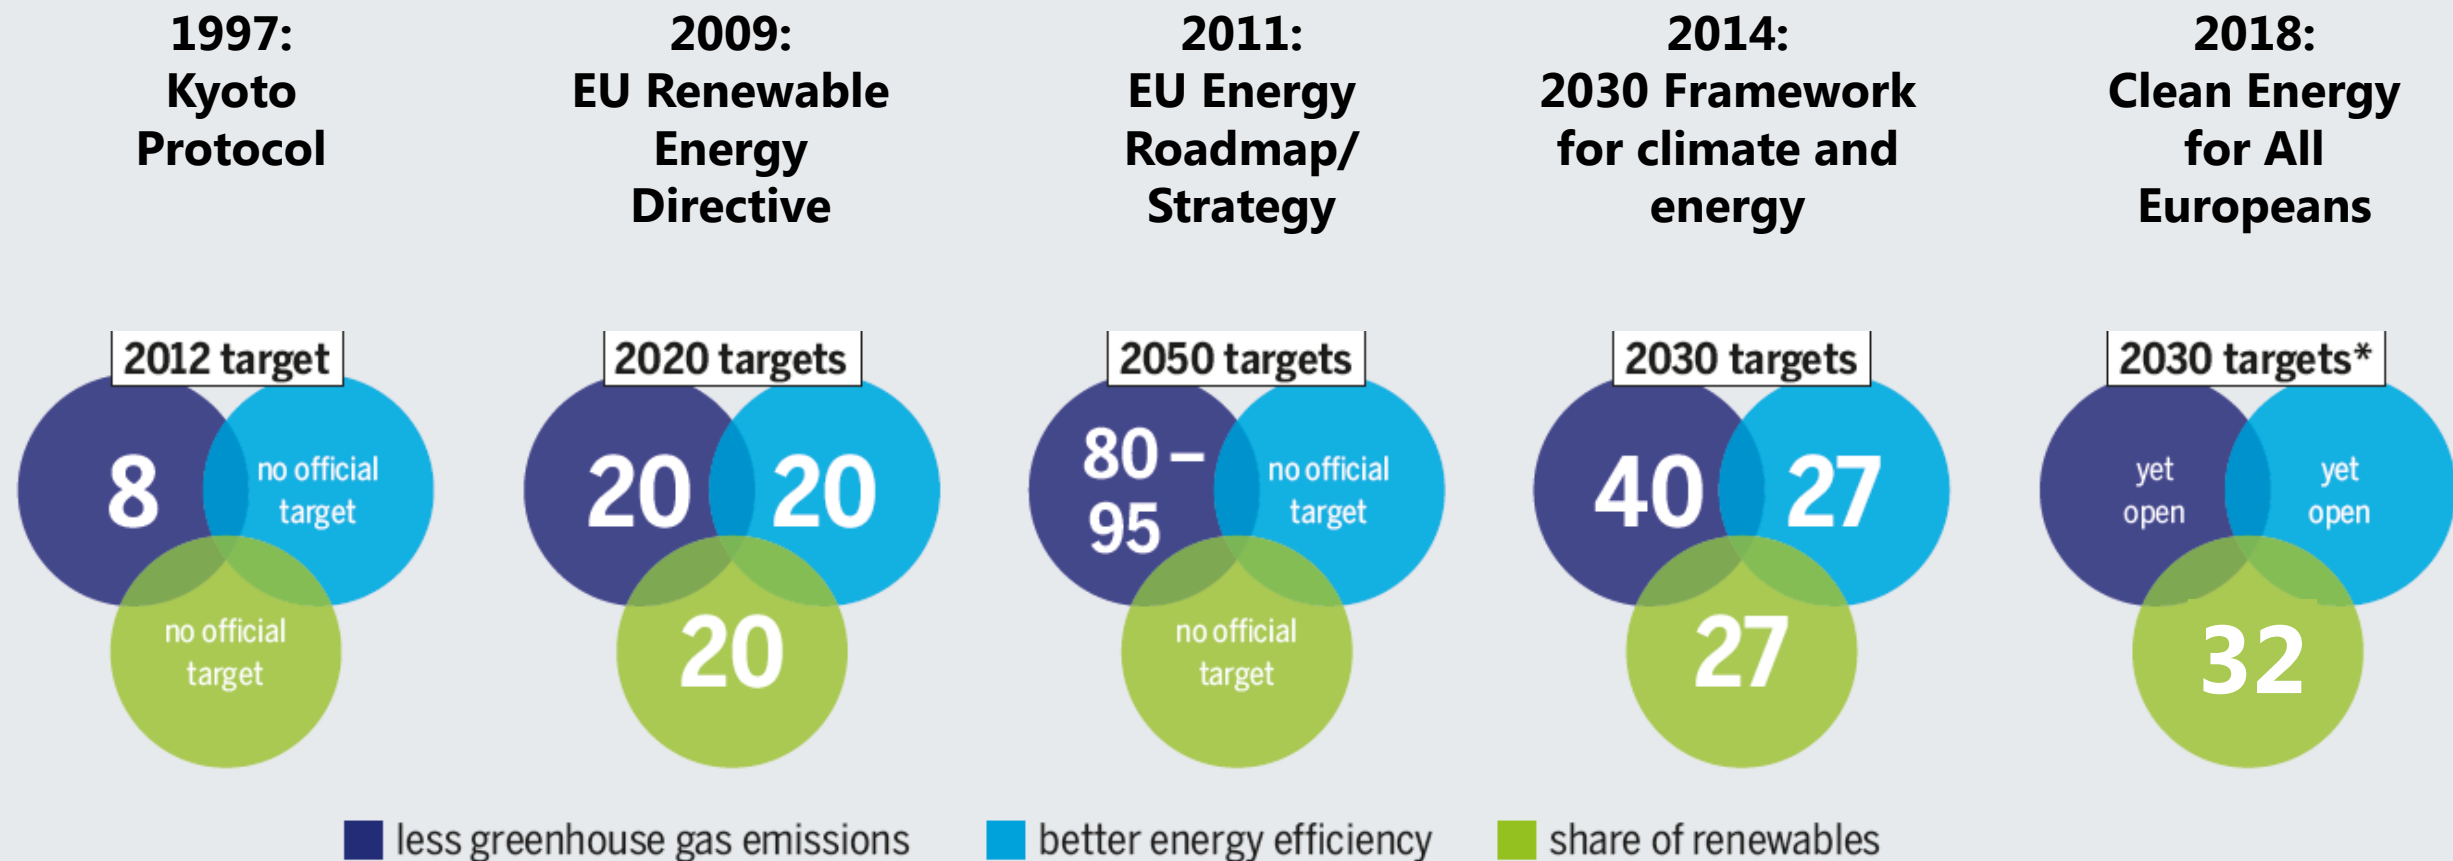 1997:
Kyoto
Protocol
2009:
EU Renewable
Energy
Directive
2011:
EU Energy
Roadmap/
Strategy
2014:
2030 Framework
for climate and
energy
2018:
Clean Energy
for All
Europeans
2012 target
8
no official
target
no official
target
2020 targets
20
20
20
2050 targets
80 –
95
no official
target
no official
target
2030 targets
40
27
27
2030 targets*
yet
open
yet
open
32
less greenhouse gas emissions
better energy efficiency
share of renewables